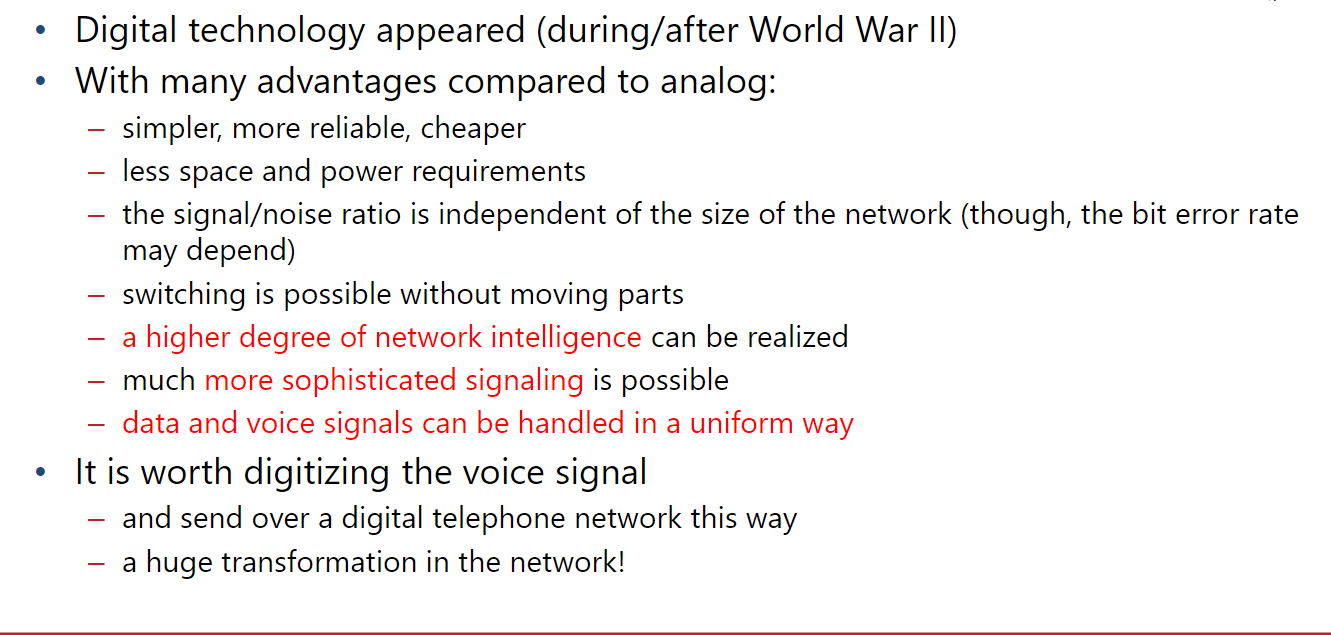 • Digital technology appeared (during/after World War II)
• With many advantages compared to analog:
– simpler, more reliable, cheaper
– less space and power requirements
– the signal/noise ratio is independent of the size of the network (though, the bit error rate
may depend)
– switching is possible without moving parts
– a higher degree of network intelligence can be realized
– much more sophisticated signaling is possible
– data and voice signals can be handled in a uniform way
• It is worth digitizing the voice signal
– and send over a digital telephone network this way
– a huge transformation in the network!